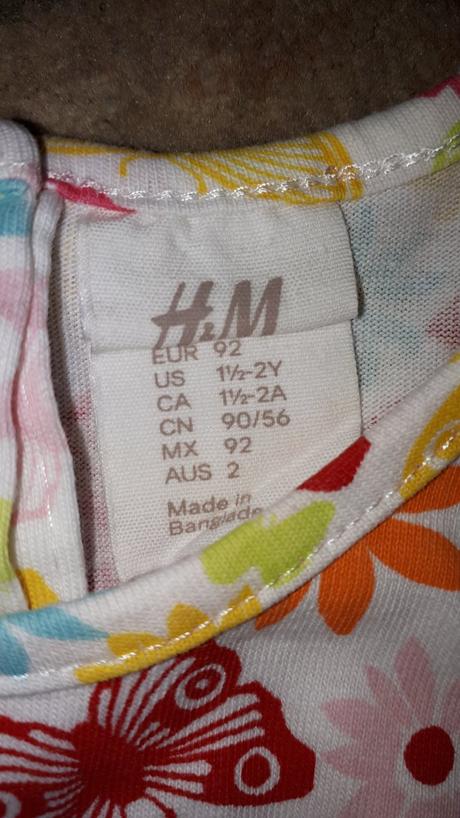 H&M
EUR 92
US 1½-2Y
CA 1½-2A
CN 90/56
MX 92
AUS 2
Made in
Banglade